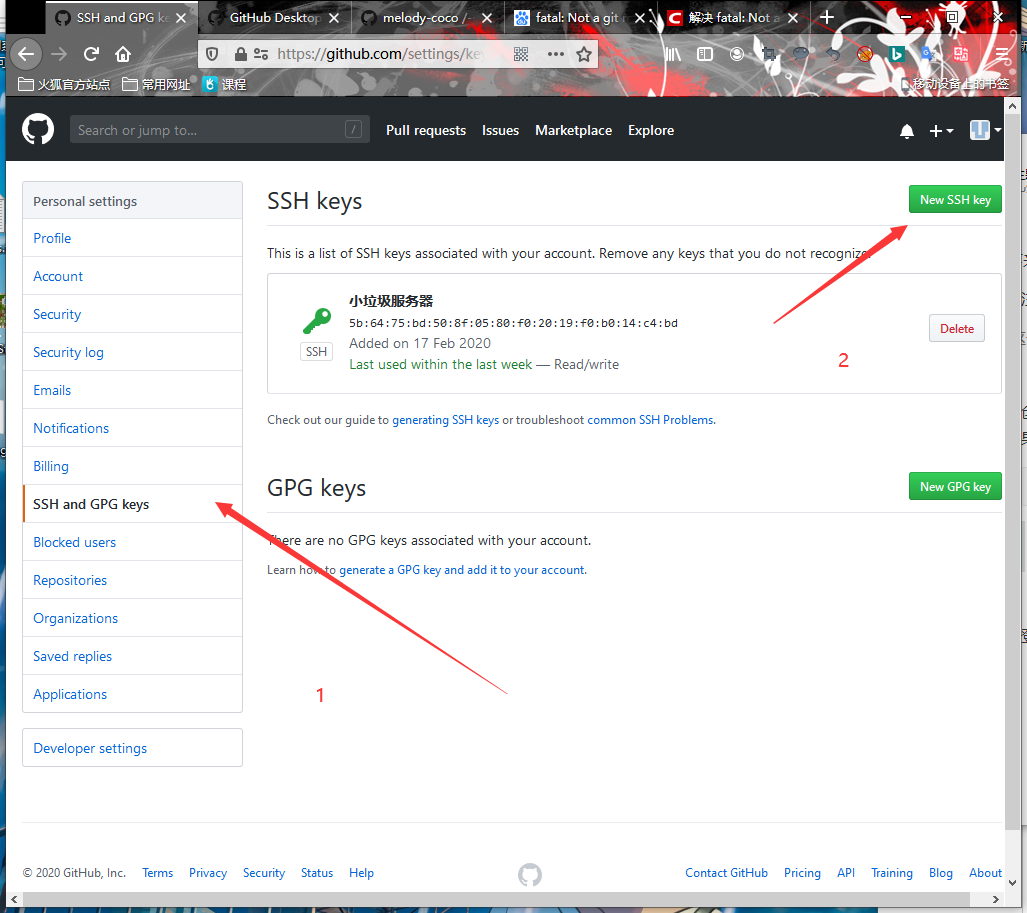 SSH and GPG ke
GitHub Desktop
melody-coco /
fatal: Not a git
解决 fatal: Not a
https://github.com/settings/ke
火狐官方站点
常用网址
课程
移动设备上的书签
Search or jump to...
/
Pull requests
Issues
Marketplace
Explore
Personal settings
Profile
Account
Security
Security log
Emails
Notifications
Billing
SSH and GPG keys
Blocked users
Repositories
Organizations
Saved replies
Applications
Developer settings
SSH keys
New SSH key
This is a list of SSH keys associated with your account. Remove any keys that you do not recognize.
小垃圾服务器
5b:64:75:bd:50:8f:05:80:f0:20:19:f0:b0:14:c4:bd
SSH
Added on 17 Feb 2020
Last used within the last week — Read/write
Delete
2
Check out our guide to generating SSH keys or troubleshoot common SSH Problems.
GPG keys
New GPG key
There are no GPG keys associated with your account.
Learn how to generate a GPG key and add it to your account.
1
© 2020 GitHub, Inc.
Terms
Privacy
Security
Status
Help
Contact GitHub
Pricing
API
Training
Blog
About